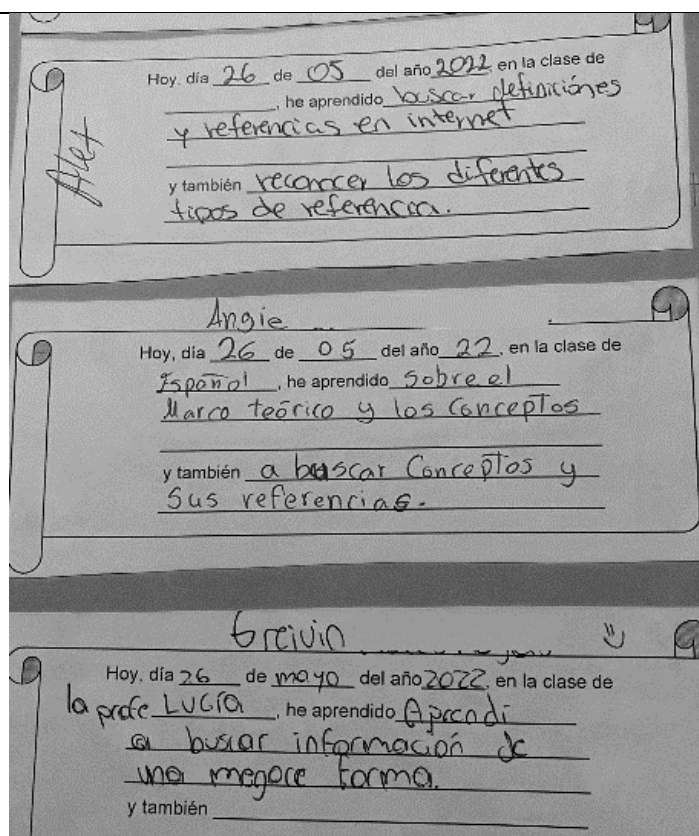 Hoy, día 26 de 05 del año 2022, en la clase de
, he aprendido buscar definiciónes
y referencias en internet
y también reconocer los diferentes
tipos de referencia.
Alex
Angie
Hoy, día 26 de 05 del año 22, en la clase de
Español, he aprendido Sobre el
Marco teórico y los Conceptos
y también a buscar Conceptos y
Sus referencias.
Greivin
Hoy, día 26 de mayo del año 2022, en la clase de
la profe LUCÍA, he aprendido Aprendi
a buscar información de
una megore forma.
y también